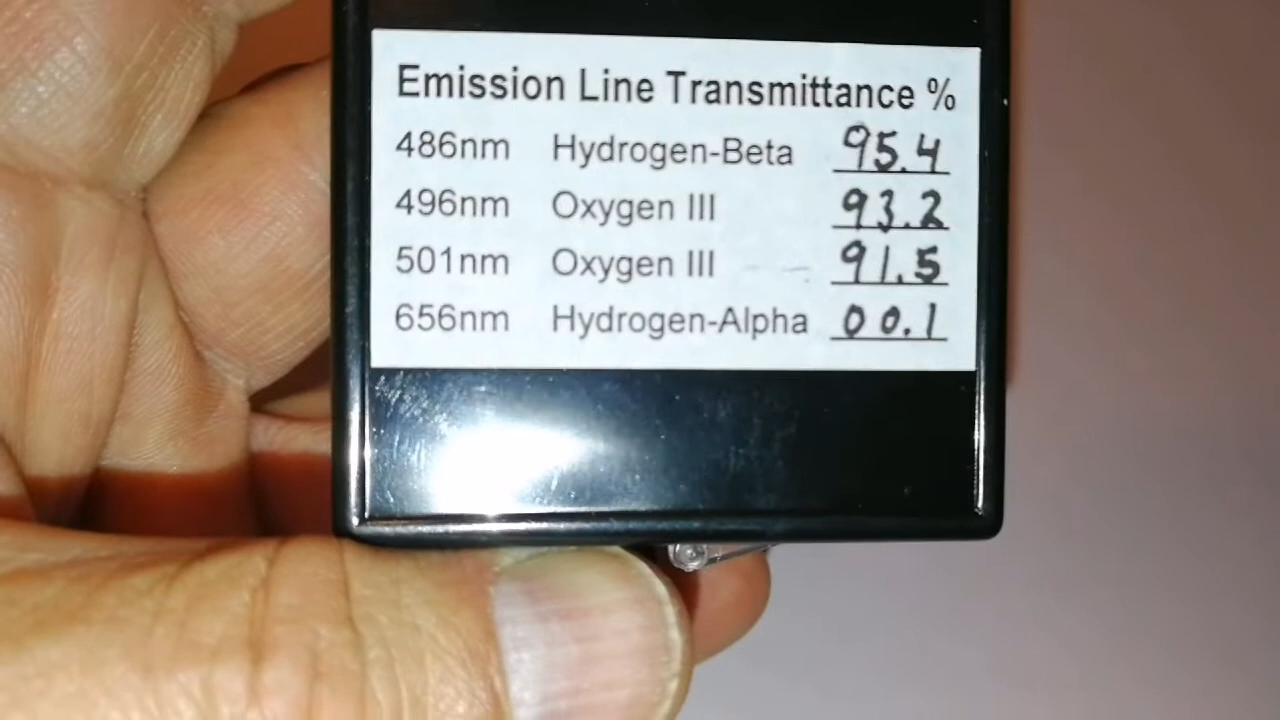 Emission Line Transmittance %
486nm Hydrogen-Beta 95.4
496nm Oxygen III 93.2
501nm Oxygen III 91.5
656nm Hydrogen-Alpha 00.1